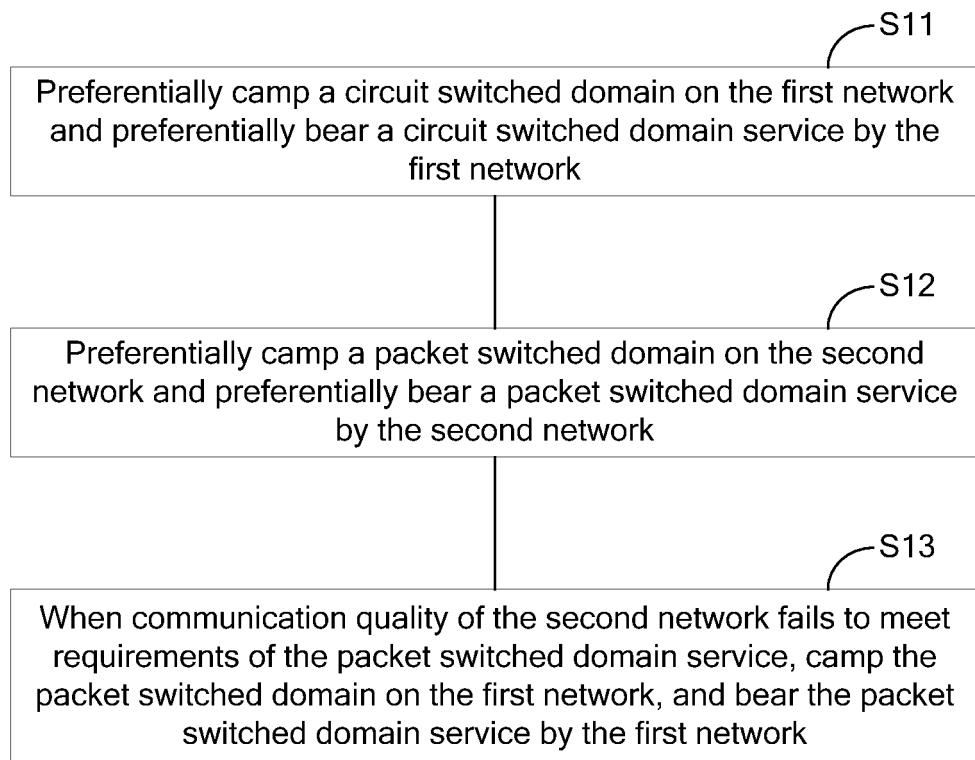 S11
Preferentially camp a circuit switched domain on the first network
and preferentially bear a circuit switched domain service by the
first network
S12
Preferentially camp a packet switched domain on the second
network and preferentially bear a packet switched domain service
by the second network
S13
When communication quality of the second network fails to meet
requirements of the packet switched domain service, camp the
packet switched domain on the first network, and bear the packet
switched domain service by the first network